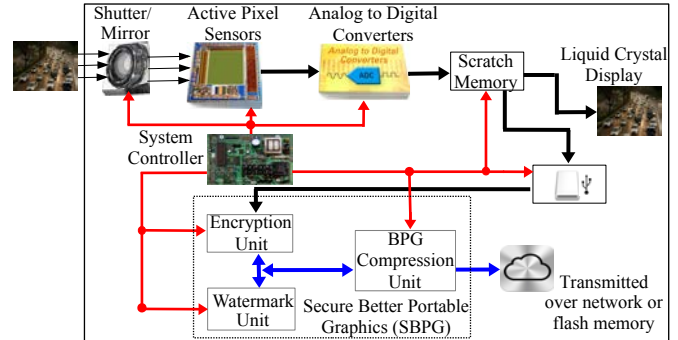 Shutter/
Mirror
Active Pixel
Sensors
Analog to Digital
Converters
Analog to Digital
Converters
ADC
Scratch
Memory
Liquid Crystal
Display
System
Controller
Encryption
Unit
BPG
Compression
Unit
Watermark
Unit
Secure Better Portable
Graphics (SBPG)
Transmitted
over network or
flash memory